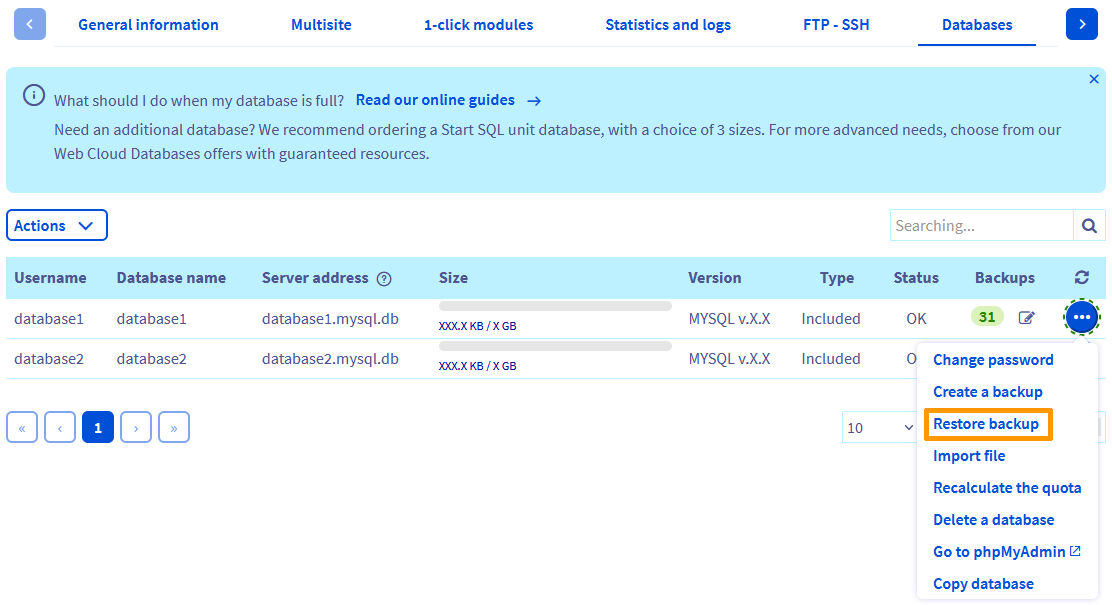 General information Multisite 1-click modules Statistics and logs FTP - SSH Databases
What should I do when my database is full? Read our online guides →
Need an additional database? We recommend ordering a Start SQL unit database, with a choice of 3 sizes. For more advanced needs, choose from our
Web Cloud Databases offers with guaranteed resources.
Actions Searching...
Username Database name Server address Size Version Type Status Backups
database1 database1 database1.mysql.db XXX.X KB / X GB MYSQL v.X.X Included OK 31
database2 database2 database2.mysql.db XXX.X KB / X GB MYSQL v.X.X Included
« ‹ 1 › » 10
Change password
Create a backup
Restore backup
Import file
Recalculate the quota
Delete a database
Go to phpMyAdmin
Copy database